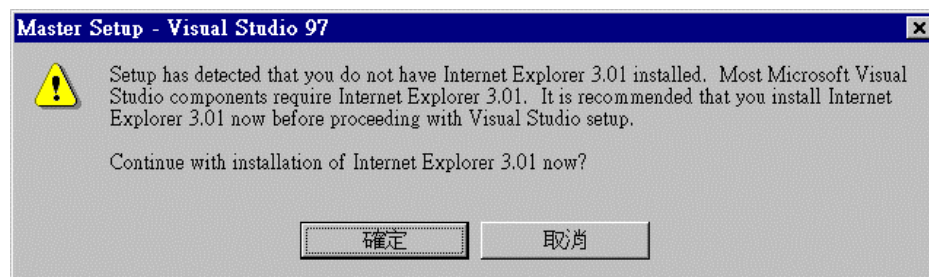 Master Setup - Visual Studio 97
Setup has detected that you do not have Internet Explorer 3.01 installed.  Most Microsoft Visual
Studio components require Internet Explorer 3.01.  It is recommended that you install Internet
Explorer 3.01 now before proceeding with Visual Studio setup.
Continue with installation of Internet Explorer 3.01 now?
確定
取消